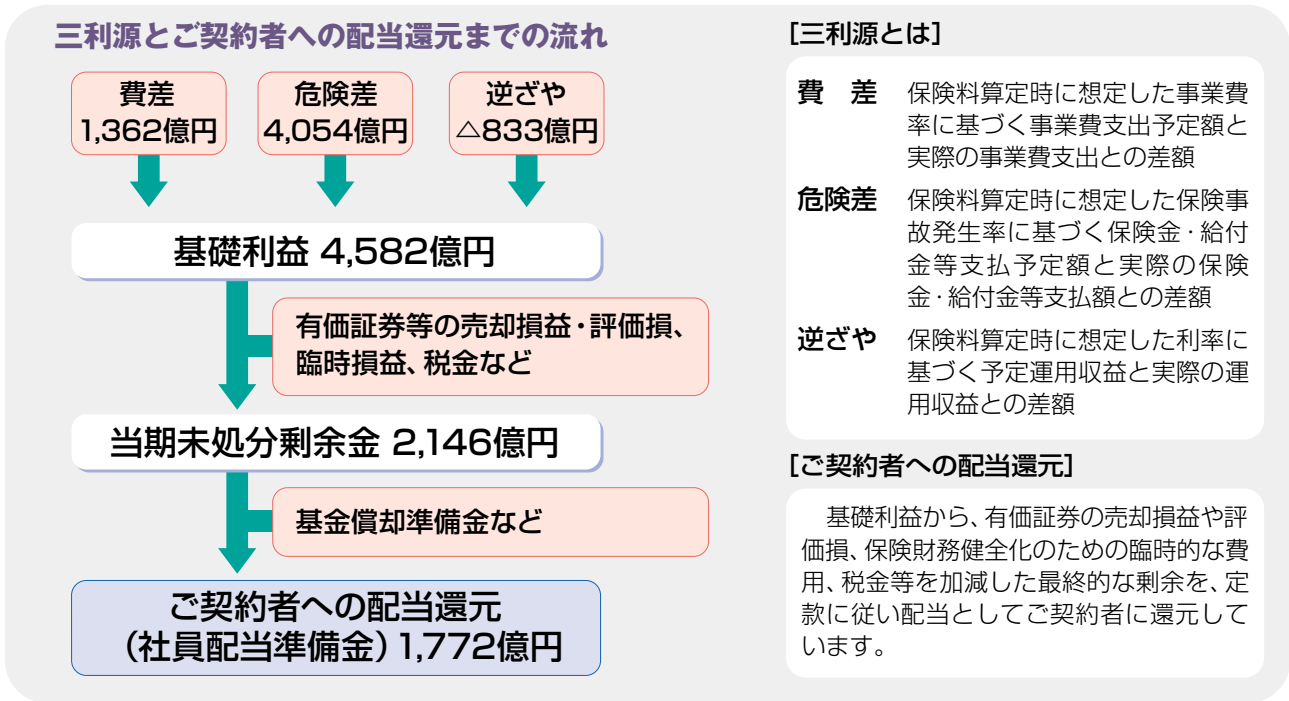 三利源とご契約者への配当還元までの流れ
費差
1,362億円
危険差
4,054億円
逆ざや
△833億円
基礎利益 4,582億円
有価証券等の売却損益・評価損、
臨時損益、税金など
当期未処分剰余金 2,146億円
基金償却準備金など
ご契約者への配当還元
(社員配当準備金)1,772億円
[三利源とは]
費 差 保険料算定時に想定した事業費
率に基づく事業費支出予定額と
実際の事業費支出との差額
危険差 保険料算定時に想定した保険事
故発生率に基づく保険金・給付
金等支払予定額と実際の保険
金・給付金等支払額との差額
逆ざや 保険料算定時に想定した利率に
基づく予定運用収益と実際の運
用収益との差額
[ご契約者への配当還元]
 基礎利益から、有価証券の売却損益や評
価損、保険財務健全化のための臨時的な費
用、税金等を加減した最終的な剰余を、定
款に従い配当としてご契約者に還元して
います。